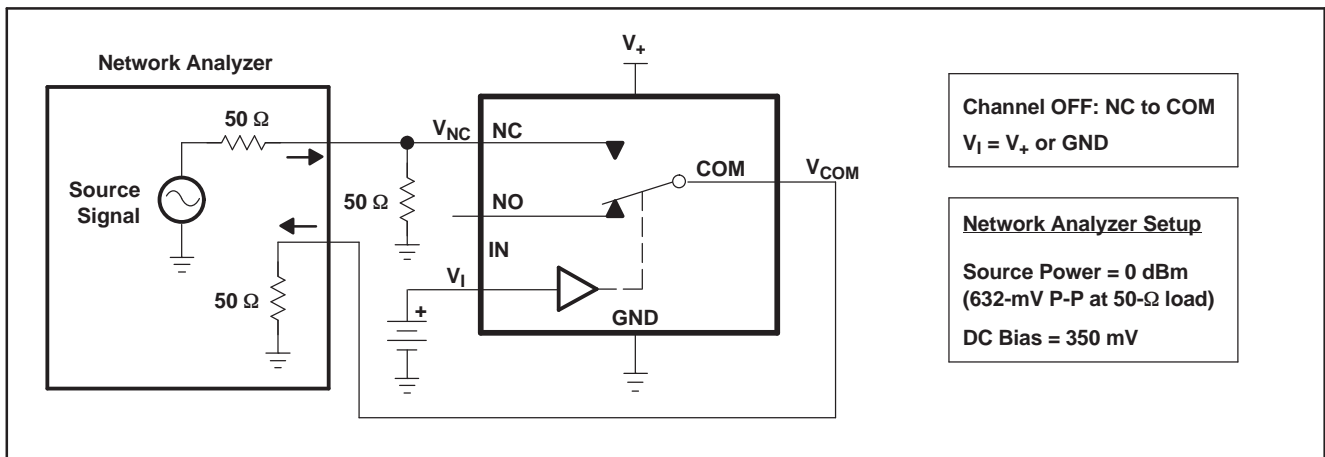 V+
Network Analyzer
50 Ω
Source
Signal
50 Ω
VNC
NC
50 Ω
NO
IN
VI
+
COM
VCOM
GND
Channel OFF: NC to COM
VI = V+ or GND
Network Analyzer Setup
Source Power = 0 dBm
(632-mV P-P at 50-Ω load)
DC Bias = 350 mV